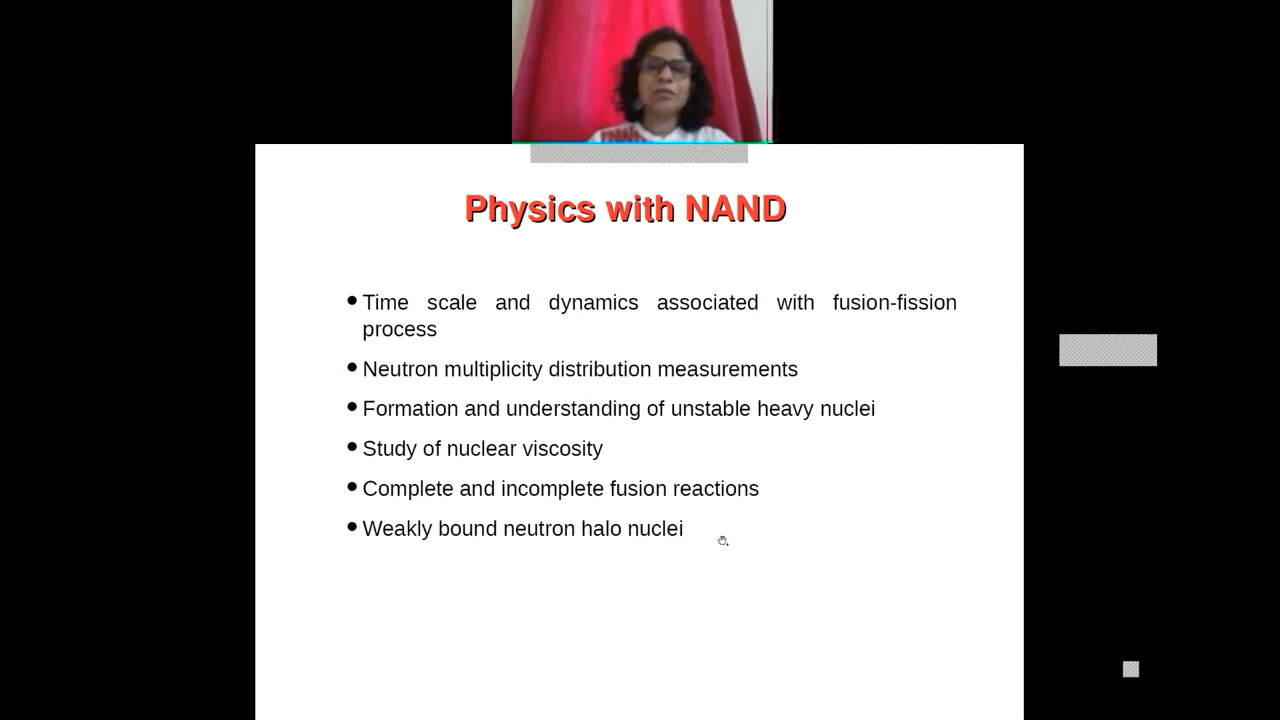 Physics with NAND
• Time scale and dynamics associated with fusion-fission
process
• Neutron multiplicity distribution measurements
• Formation and understanding of unstable heavy nuclei
• Study of nuclear viscosity
• Complete and incomplete fusion reactions
• Weakly bound neutron halo nuclei